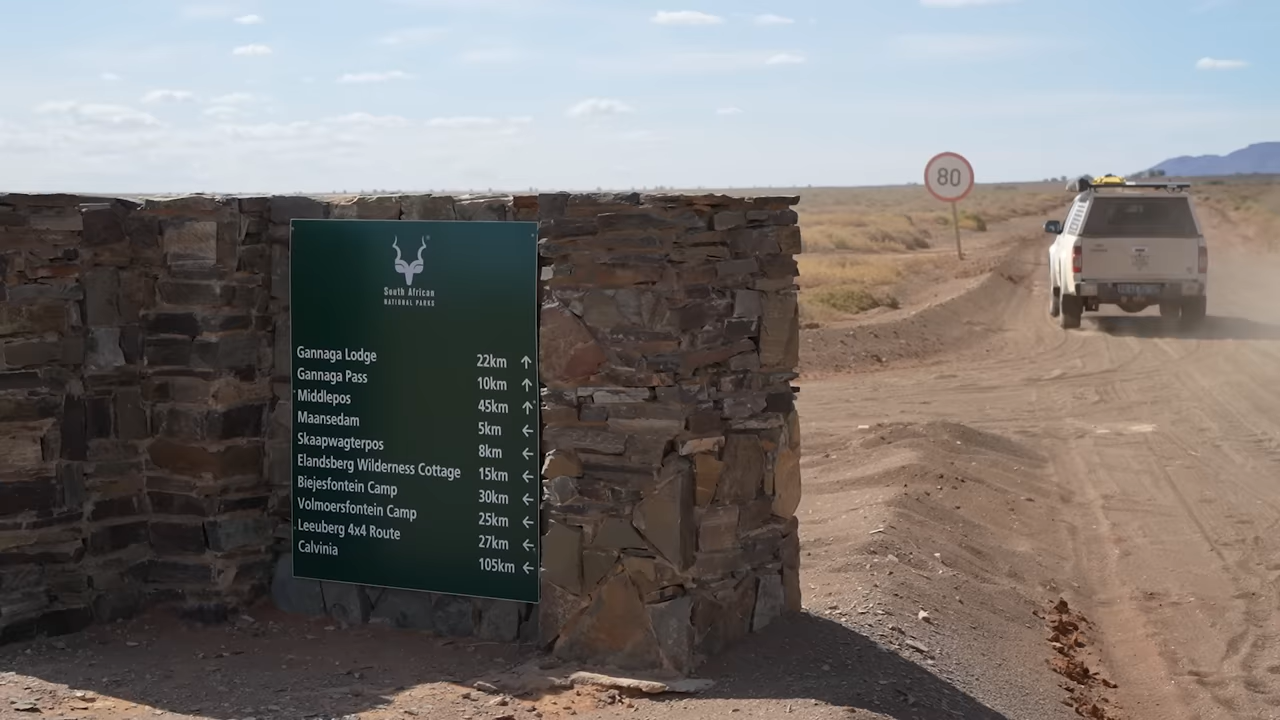 South African
NATIONAL PARKS
Gannaga Lodge 22km ↑
Gannaga Pass 10km ↑
Middlepos 45km ↑
Maansedam 5km ←
Skaapwagterpos 8km ←
Elandsberg Wilderness Cottage 15km ←
Biejesfontein Camp 30km ←
Volmoersfontein Camp 25km ←
Leeuberg 4x4 Route 27km ←
Calvinia 105km ←
80